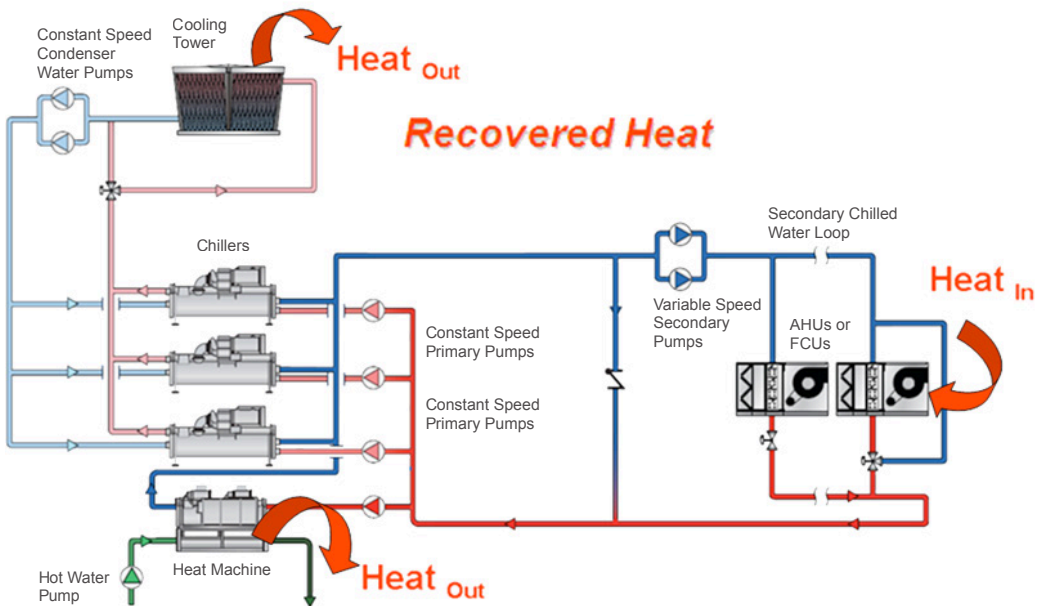 Constant Speed
Condenser
Water Pumps
Cooling
Tower
Heat Out
Recovered Heat
Chillers
Secondary Chilled
Water Loop
Heat In
Variable Speed
Secondary
Pumps
AHUs or
FCUs
Constant Speed
Primary Pumps
Constant Speed
Primary Pumps
Hot Water
Pump
Heat Machine
Heat Out